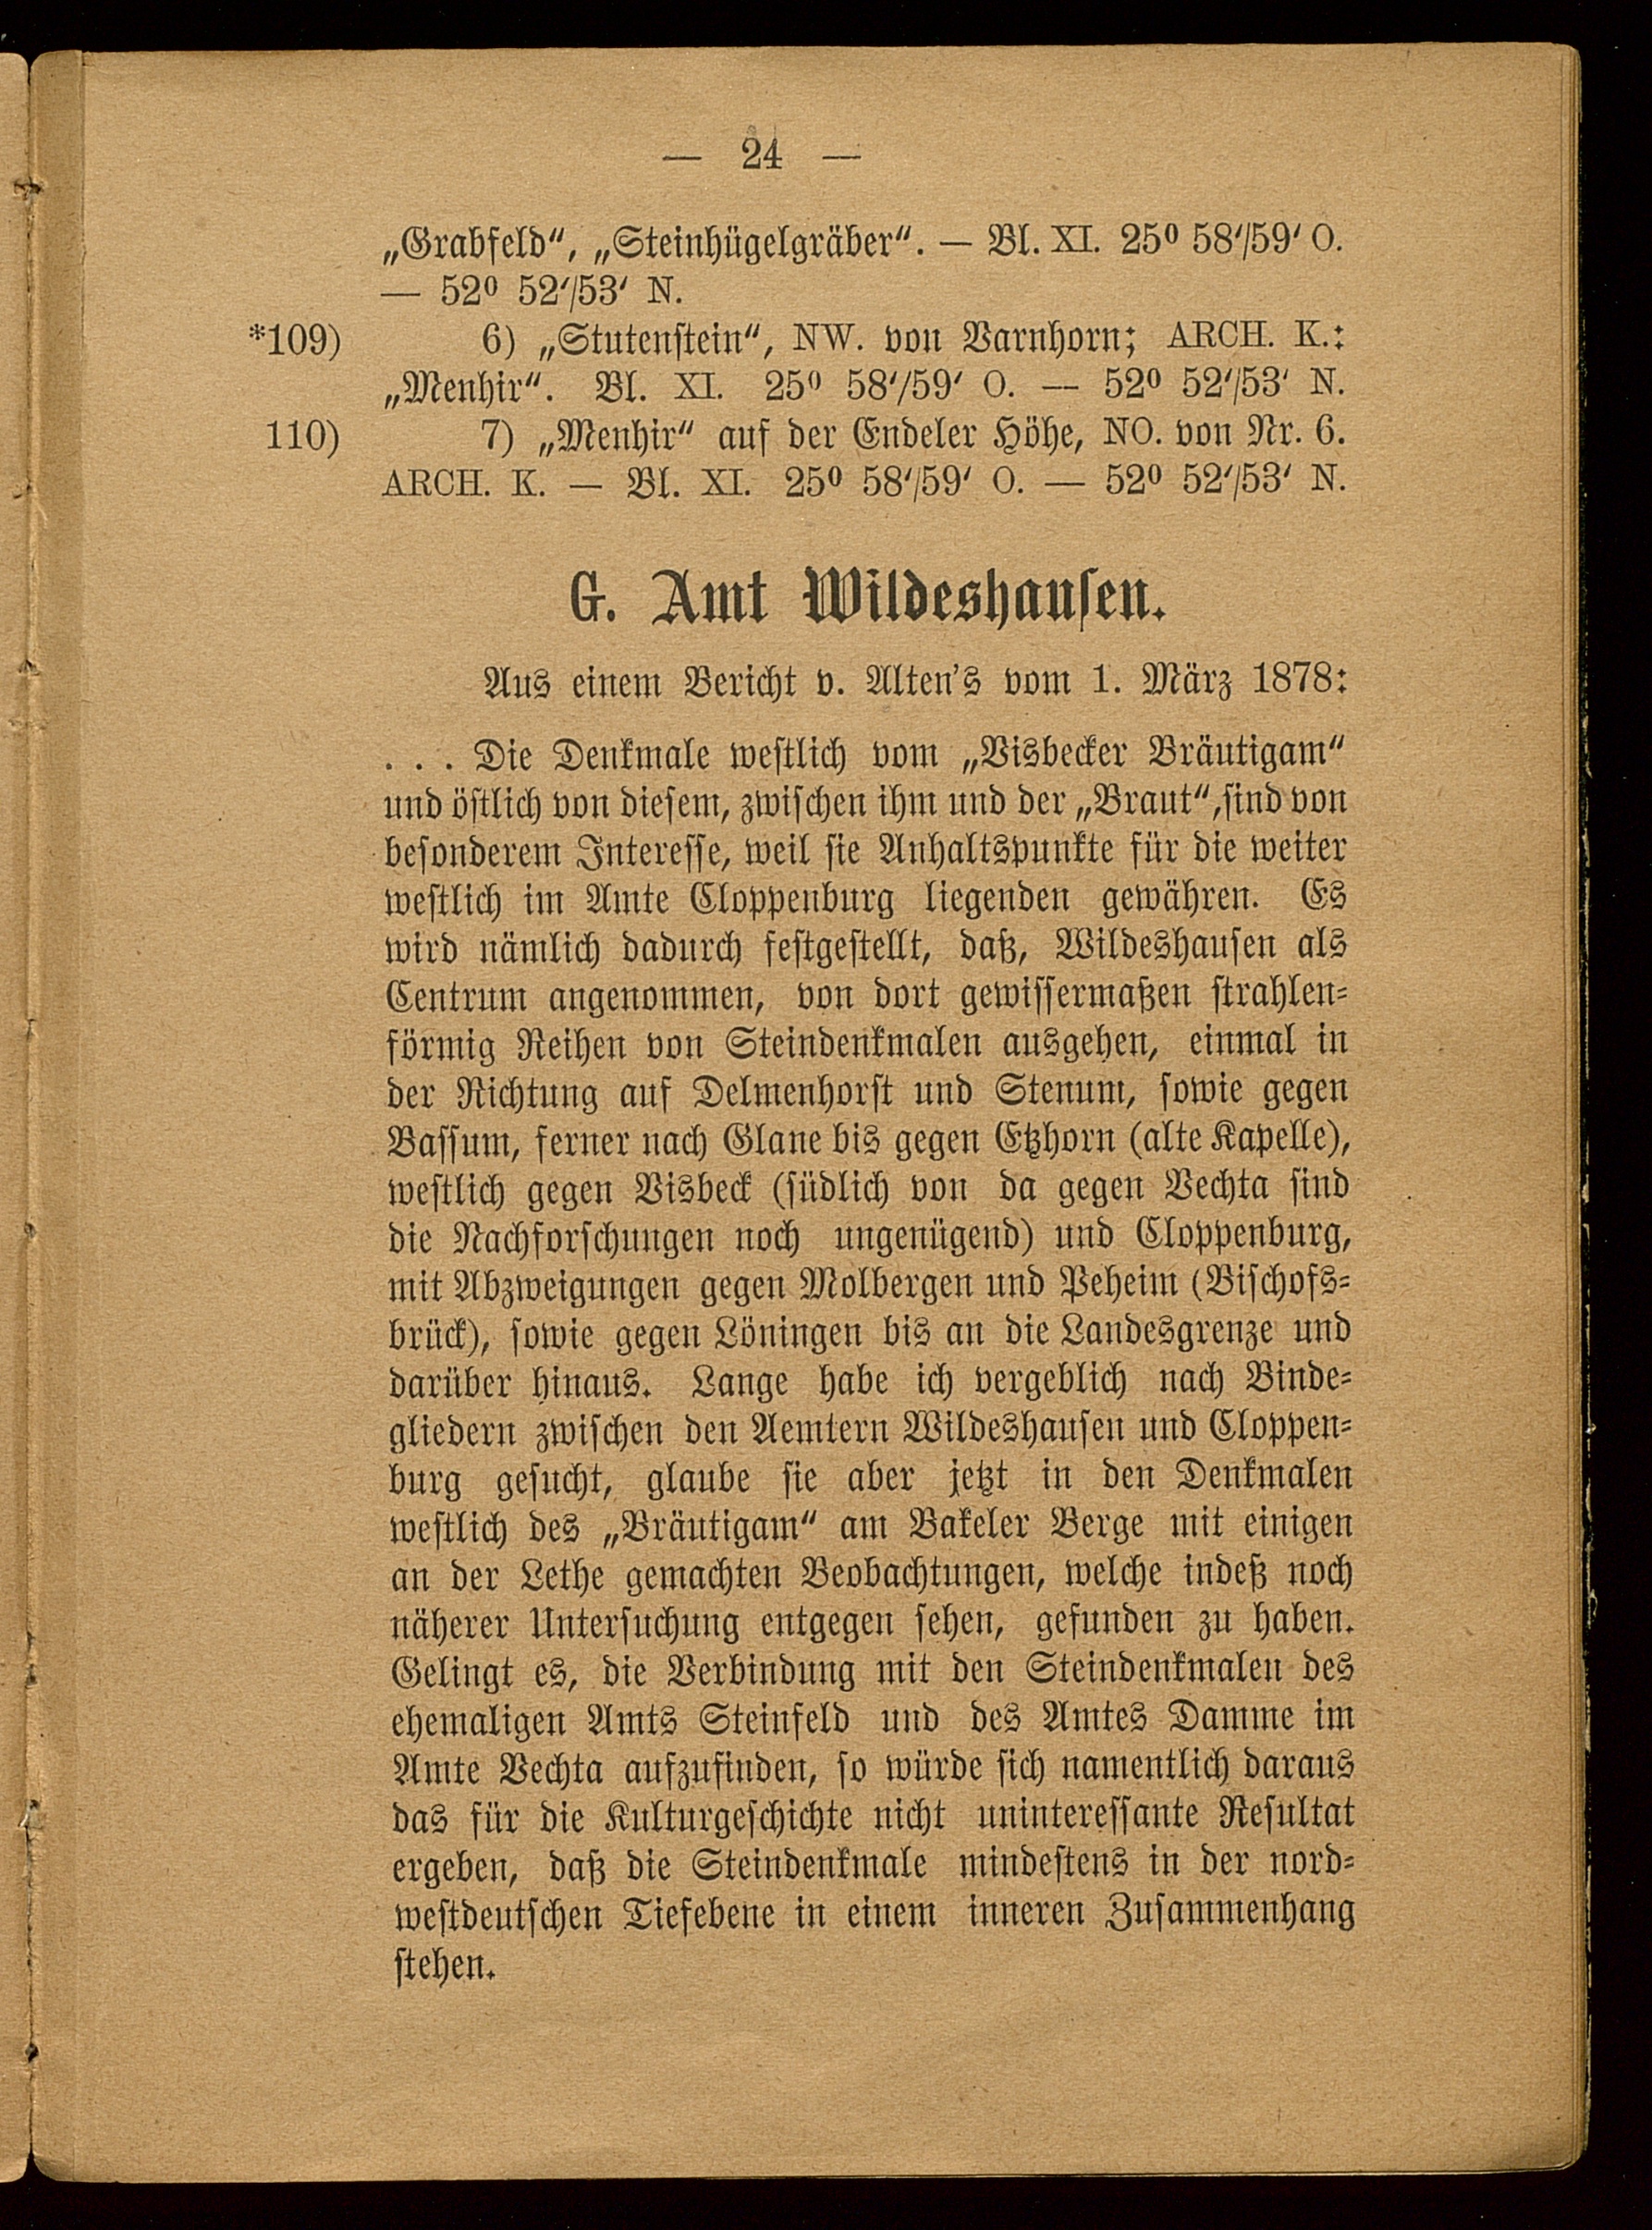 — 24 —
„Grabfeld“, „Steinhügelgräber“. — Bl. XI. 25⁰ 58′/59′ O.
— 52⁰ 52′/53′ N.
*109) 6) „Stutenstein“, NW. von Varnhorn; ARCH. K.:
„Menhir“. Bl. XI. 25⁰ 58′/59′ O. — 52⁰ 52′/53′ N.
110) 7) „Menhir“ auf der Endeler Höhe, NO. von Nr. 6.
ARCH. K. — Bl. XI. 25⁰ 58′/59′ O. — 52⁰ 52′/53′ N.
G. Amt Wildeshausen.
Aus einem Bericht v. Alten's vom 1. März 1878:
. . . Die Denkmale westlich vom „Visbecker Bräutigam“
und östlich von diesem, zwischen ihm und der „Braut“, sind von
besonderem Interesse, weil sie Anhaltspunkte für die weiter
westlich im Amte Cloppenburg liegenden gewähren. Es
wird nämlich dadurch festgestellt, daß, Wildeshausen als
Centrum angenommen, von dort gewissermaßen strahlen-
förmig Reihen von Steindenkmalen ausgehen, einmal in
der Richtung auf Delmenhorst und Stenum, sowie gegen
Bassum, ferner nach Glane bis gegen Etzhorn (alte Kapelle),
westlich gegen Visbeck (südlich von da gegen Vechta sind
die Nachforschungen noch ungenügend) und Cloppenburg,
mit Abzweigungen gegen Molbergen und Peheim (Bischofs-
brück), sowie gegen Löningen bis an die Landesgrenze und
darüber hinaus. Lange habe ich vergeblich nach Binde-
gliedern zwischen den Aemtern Wildeshausen und Cloppen-
burg gesucht, glaube sie aber jetzt in den Denkmalen
westlich des „Bräutigam“ am Bakeler Berge mit einigen
an der Lethe gemachten Beobachtungen, welche indeß noch
näherer Untersuchung entgegen sehen, gefunden zu haben.
Gelingt es, die Verbindung mit den Steindenkmalen des
ehemaligen Amts Steinfeld und des Amtes Damme im
Amte Vechta aufzufinden, so würde sich namentlich daraus
das für die Kulturgeschichte nicht uninteressante Resultat
ergeben, daß die Steindenkmale mindestens in der nord-
westdeutschen Tiefebene in einem inneren Zusammenhang
stehen.